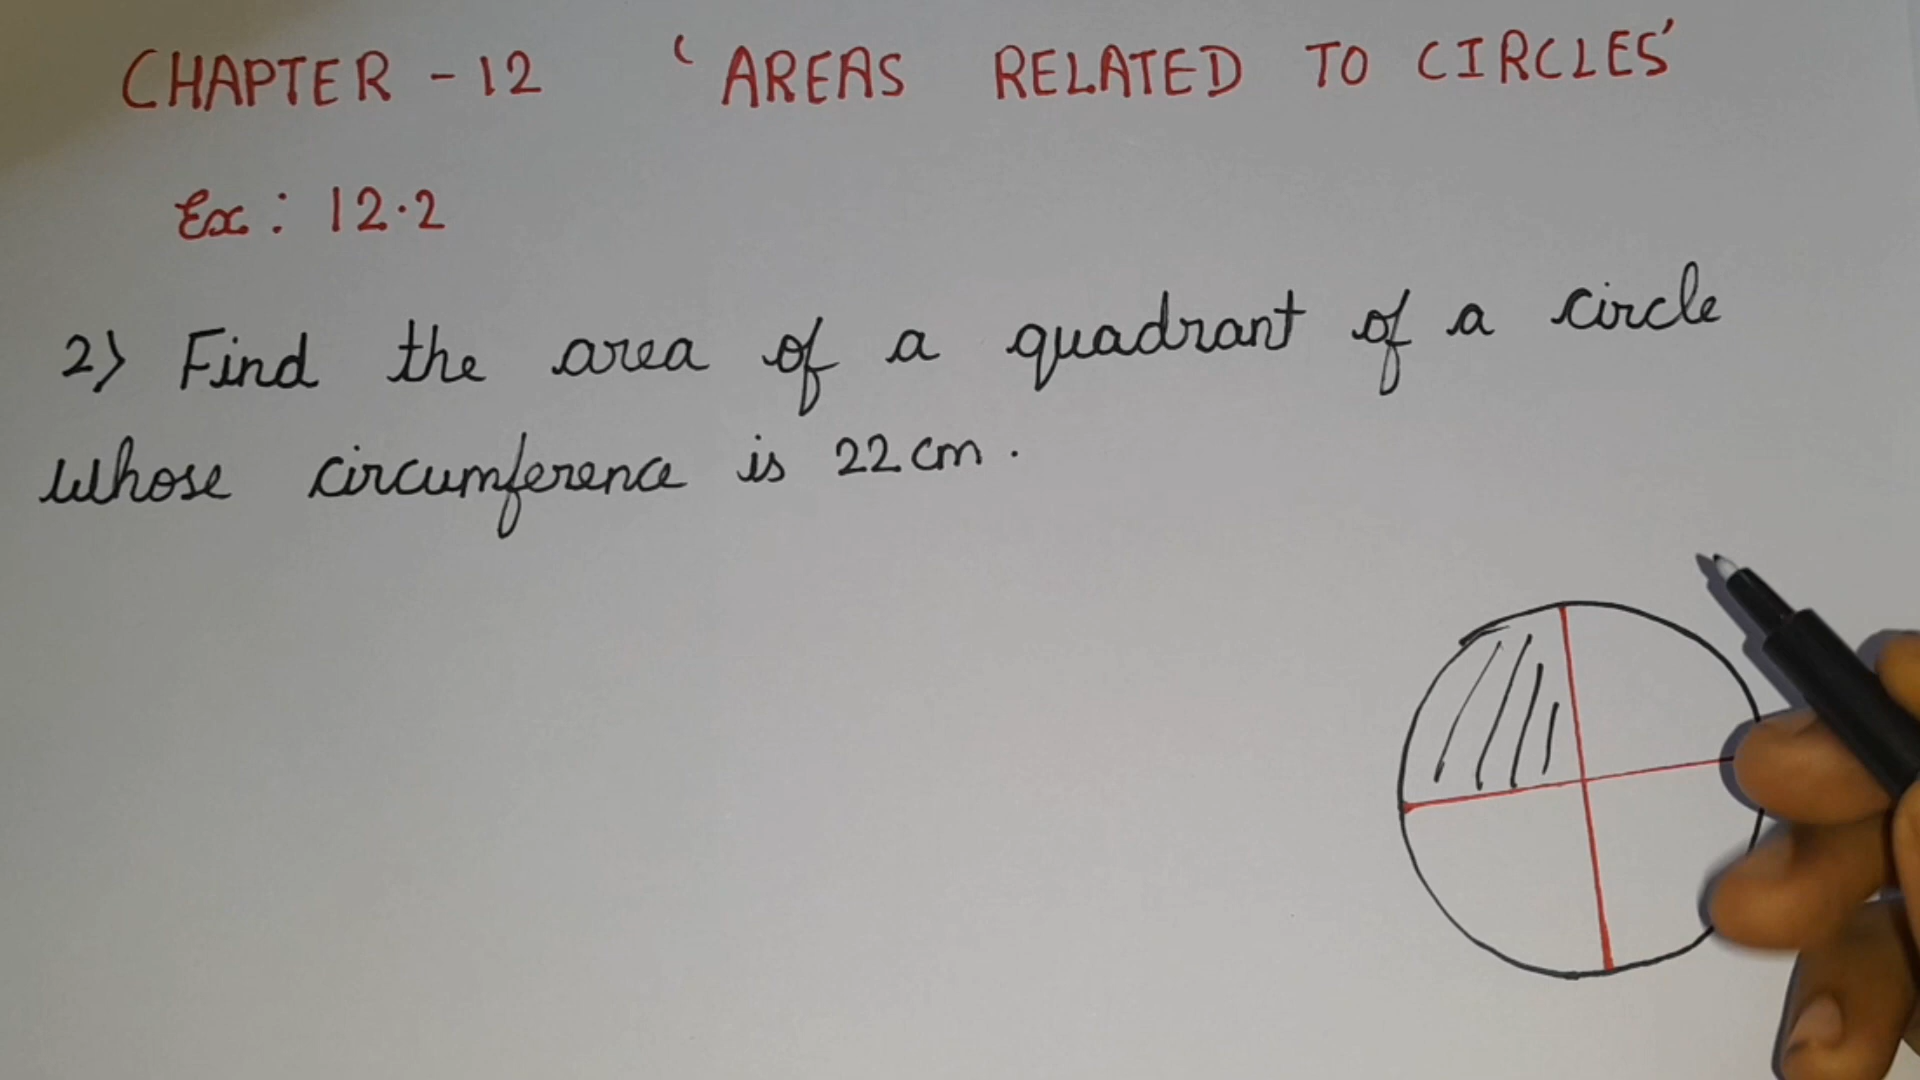 CHAPTER - 12 ‘AREAS RELATED TO CIRCLES’
Ex : 12.2
2) Find the area of a quadrant of a circle
whose circumference is 22 cm.